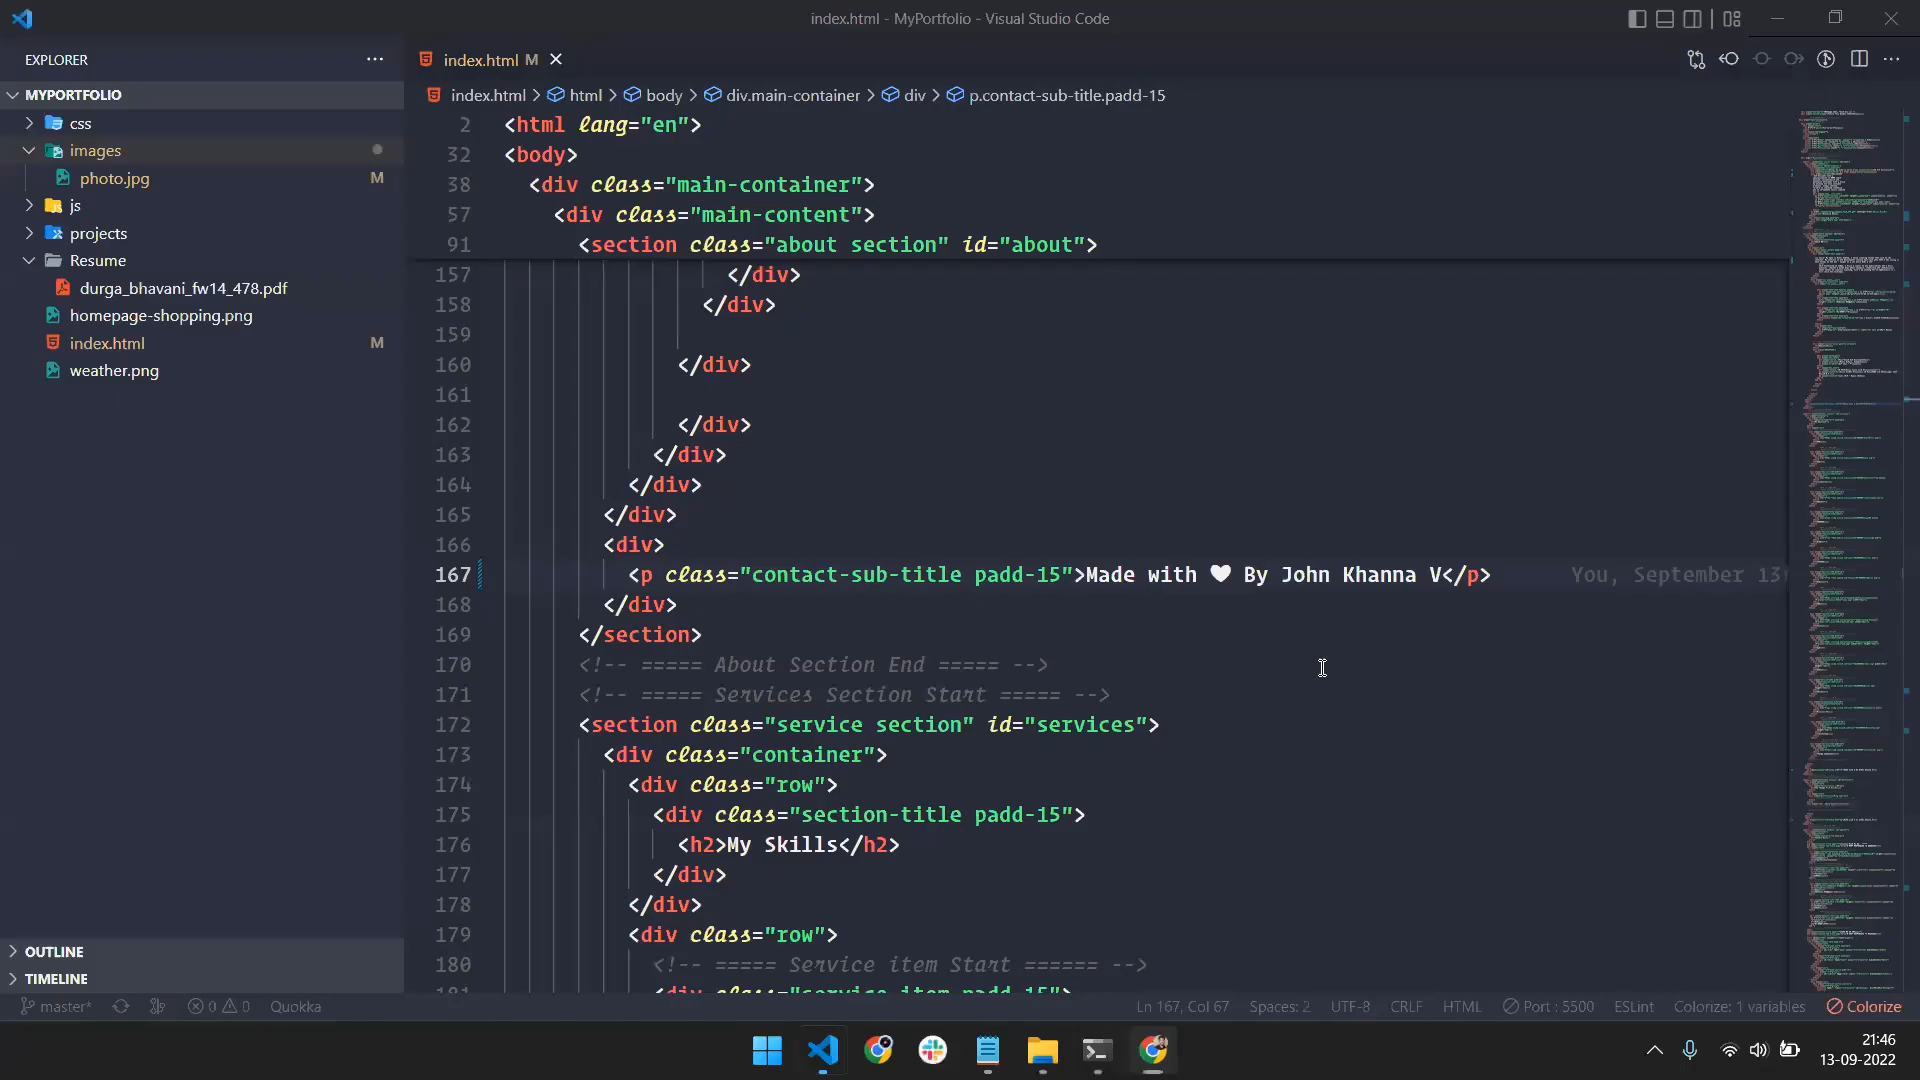 index.html - MyPortfolio - Visual Studio Code
EXPLORER
index.html M
MYPORTFOLIO
index.html > html > body > div.main-container > div > p.contact-sub-title.padd-15
css
images
photo.jpg M
js
projects
Resume
durga_bhavani_fw14_478.pdf
homepage-shopping.png
index.html M
weather.png
OUTLINE
TIMELINE
2 <html lang="en">
32 <body>
38 <div class="main-container">
57 <div class="main-content">
91 <section class="about section" id="about">
157 </div>
158 </div>
159
160 </div>
161
162 </div>
163 </div>
164 </div>
165 </div>
166 <div>
167 <p class="contact-sub-title padd-15">Made with 🤍 By John Khanna V</p> You, September 13
168 </div>
169 </section>
170 <!-- ===== About Section End ===== -->
171 <!-- ===== Services Section Start ===== -->
172 <section class="service section" id="services">
173 <div class="container">
174 <div class="row">
175 <div class="section-title padd-15">
176 <h2>My Skills</h2>
177 </div>
178 </div>
179 <div class="row">
180 <!-- ===== Service item Start ====== -->
181 <div class="service-item padd-15">
master* 0 0 Quokka
Ln 167, Col 67 Spaces: 2 UTF-8 CRLF HTML Port : 5500 ESLint Colorize: 1 variables Colorize
21:46
13-09-2022